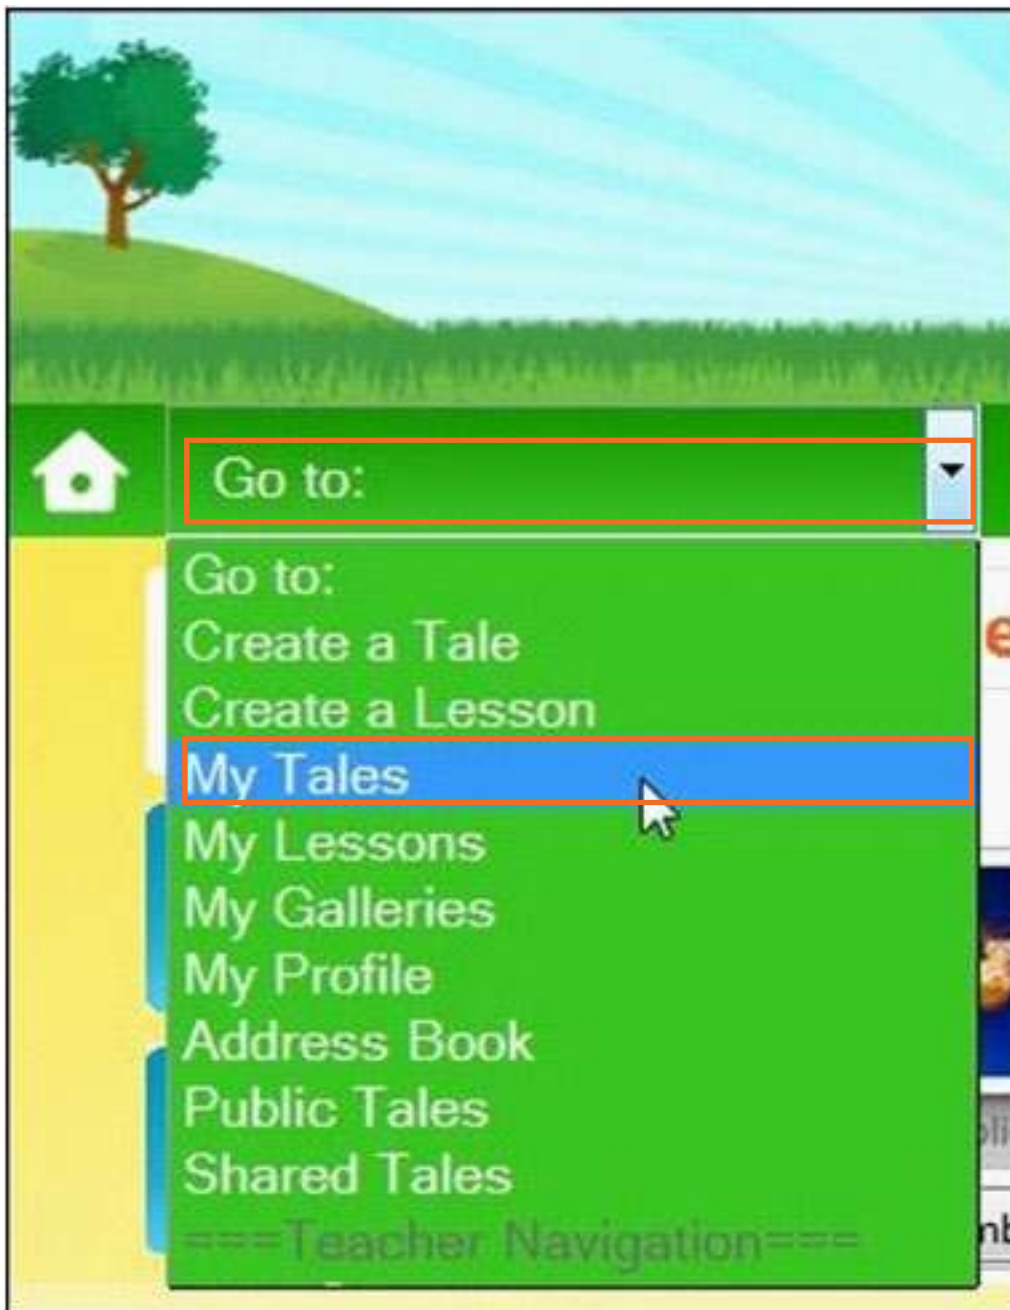 Go to:
Go to:
Create a Tale
Create a Lesson
My Tales
My Lessons
My Galleries
My Profile
Address Book
Public Tales
Shared Tales
===Teacher Navigation===